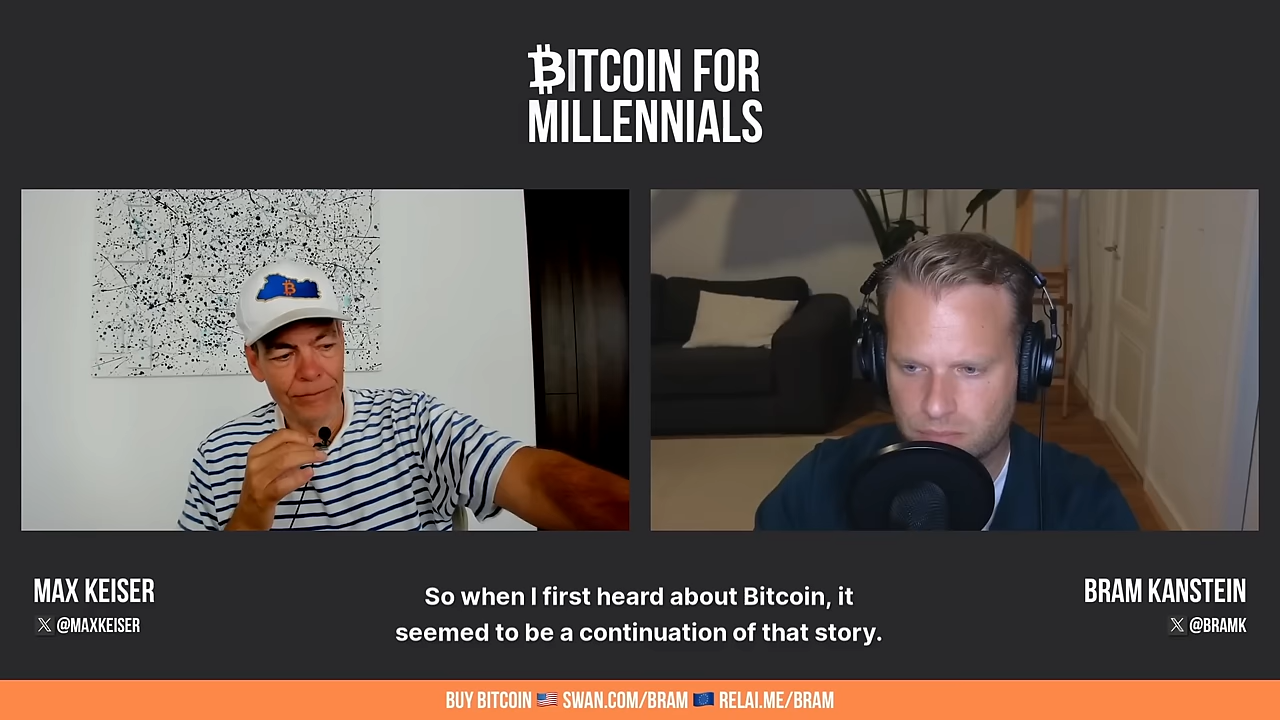 ₿ITCOIN FOR
MILLENNIALS
MAX KEISER
𝕏 @MAXKEISER
So when I first heard about Bitcoin, it
seemed to be a continuation of that story.
BRAM KANSTEIN
𝕏 @BRAMK
BUY BITCOIN 🇺🇸 SWAN.COM/BRAM 🇪🇺 RELAI.ME/BRAM